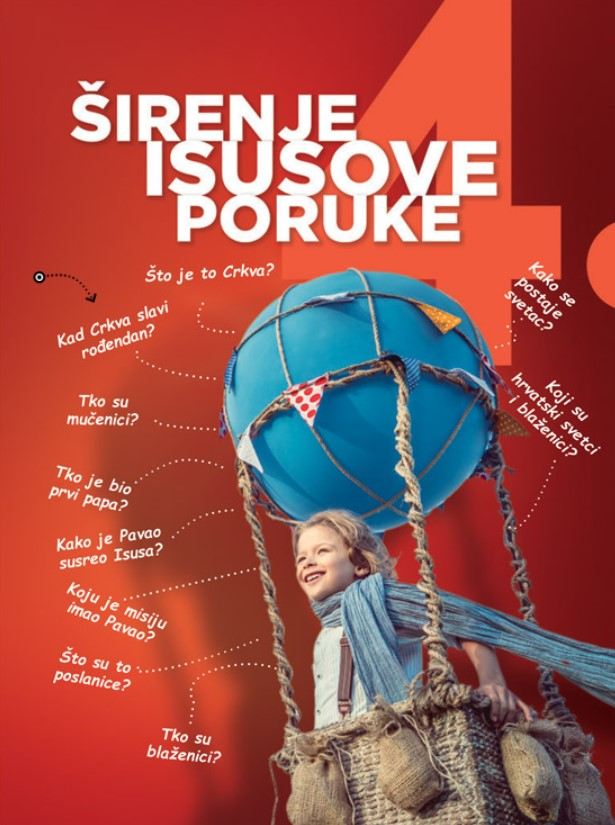 4.
ŠIRENJE
ISUSOVE
PORUKE
Što je to Crkva?
Kad Crkva slavi
rođendan?
Tko su
mučenici?
Tko je bio
prvi papa?
Kako je Pavao
susreo Isusa?
Koju je misiju
imao Pavao?
Što su to
poslanice?
Tko su
blaženici?
Kako se
postaje
svetac?
Koji su
hrvatski svetci
i blaženici?